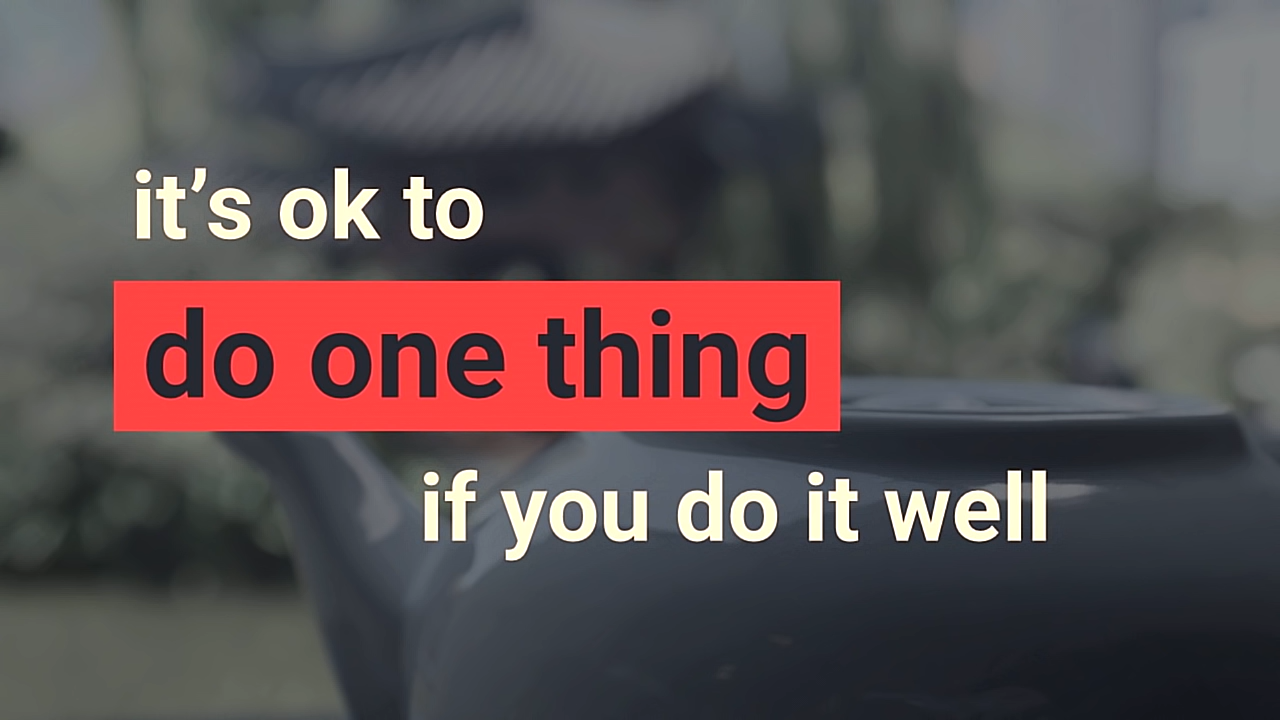 it’s ok to
do one thing
if you do it well